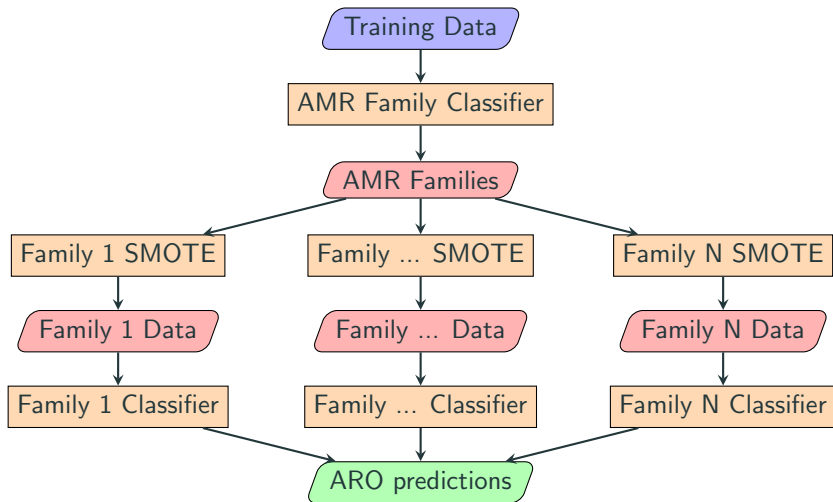 Training Data
AMR Family Classifier
AMR Families
Family 1 SMOTE
Family ... SMOTE
Family N SMOTE
Family 1 Data
Family ... Data
Family N Data
Family 1 Classifier
Family ... Classifier
Family N Classifier
ARO predictions